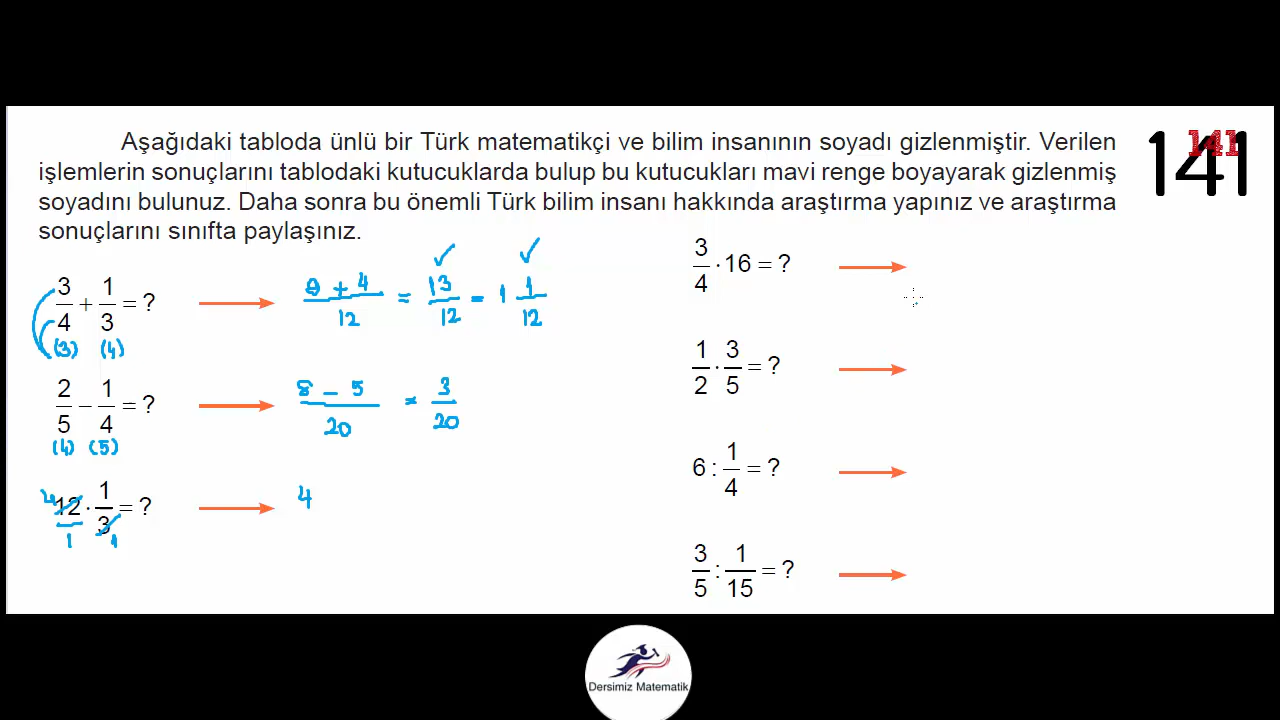 Aşağıdaki tabloda ünlü bir Türk matematikçi ve bilim insanının soyadı gizlenmiştir. Verilen
işlemlerin sonuçlarını tablodaki kutucuklarda bulup bu kutucukları mavi renge boyayarak gizlenmiş
soyadını bulunuz. Daha sonra bu önemli Türk bilim insanı hakkında araştırma yapınız ve araştırma
sonuçlarını sınıfta paylaşınız.
141
141
3/4 + 1/3 = ? → 9 + 4/12 = 13/12 = 1 1/12
(3) (4)
2/5 − 1/4 = ? → 8 − 5/20 = 3/20
(4) (5)
4 12/1 · 1/3 1 = ? → 4
3/4 · 16 = ? →
1/2 · 3/5 = ? →
6 : 1/4 = ? →
3/5 : 1/15 = ? →
Dersimiz Matematik